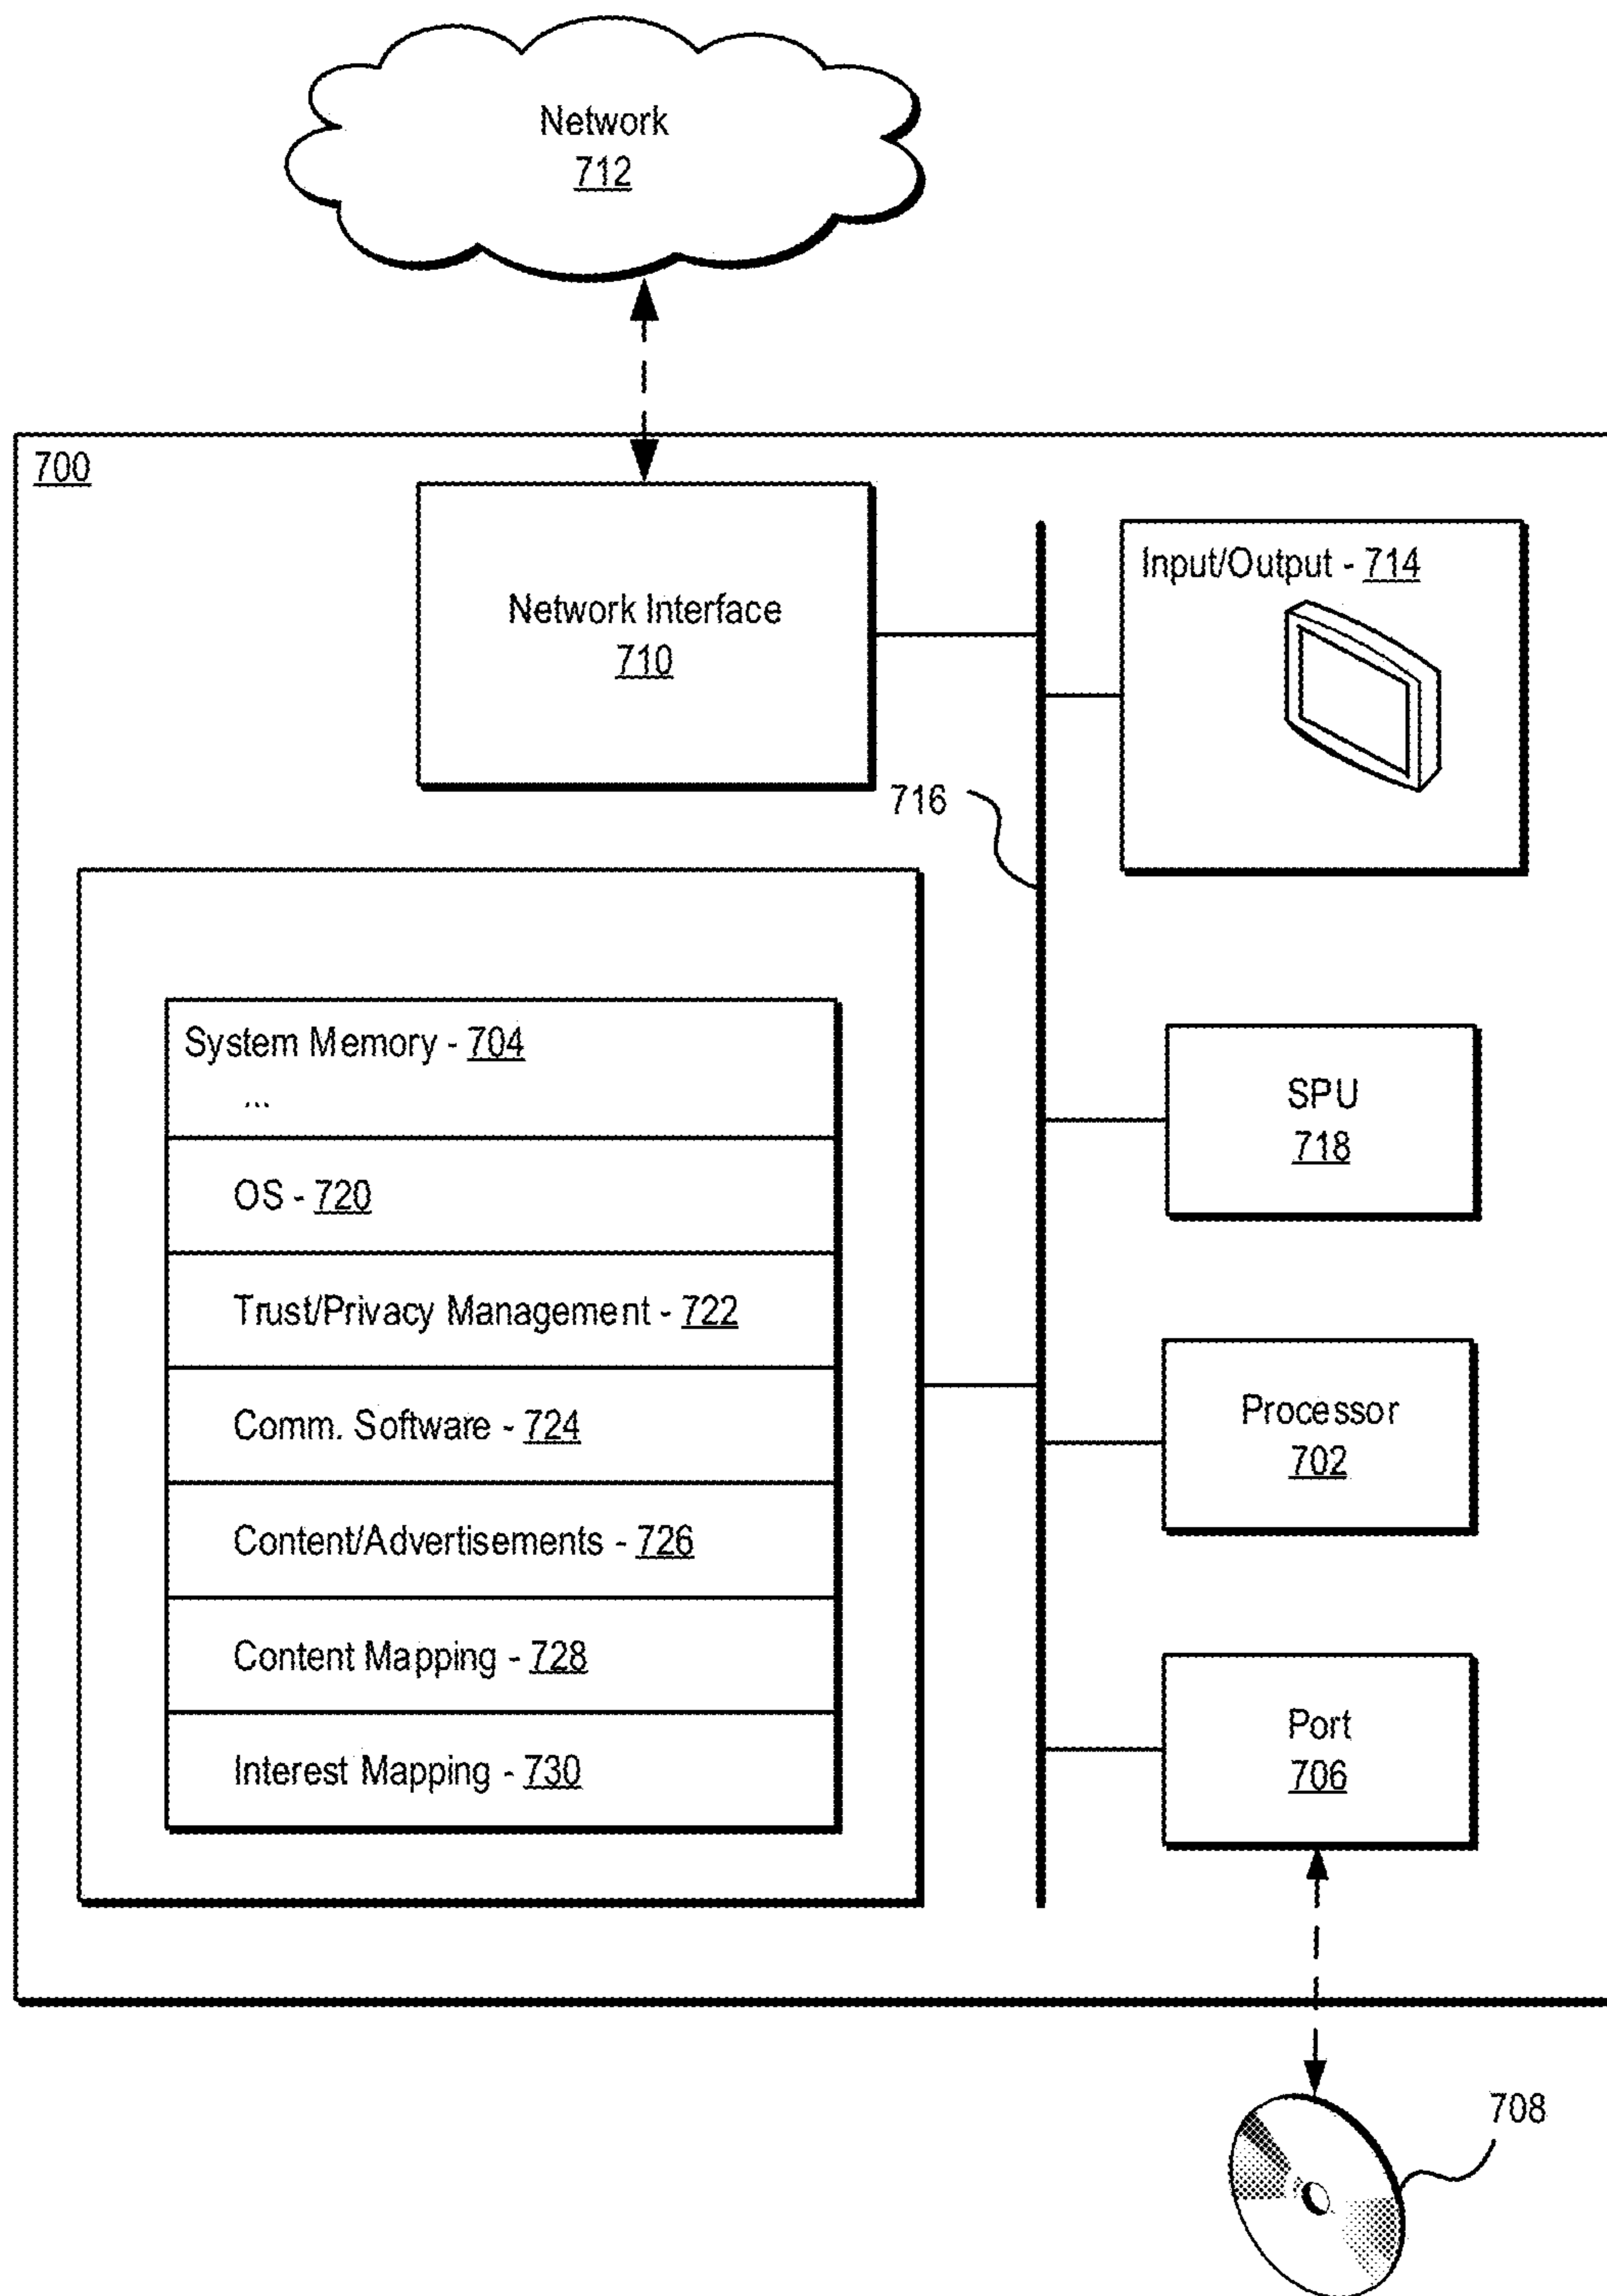 Network
712
700
Network Interface
710
Input/Output - 714
716
System Memory - 704
...
OS - 720
Trust/Privacy Management - 722
Comm. Software - 724
Content/Advertisements - 726
Content Mapping - 728
Interest Mapping - 730
SPU
718
Processor
702
Port
706
708